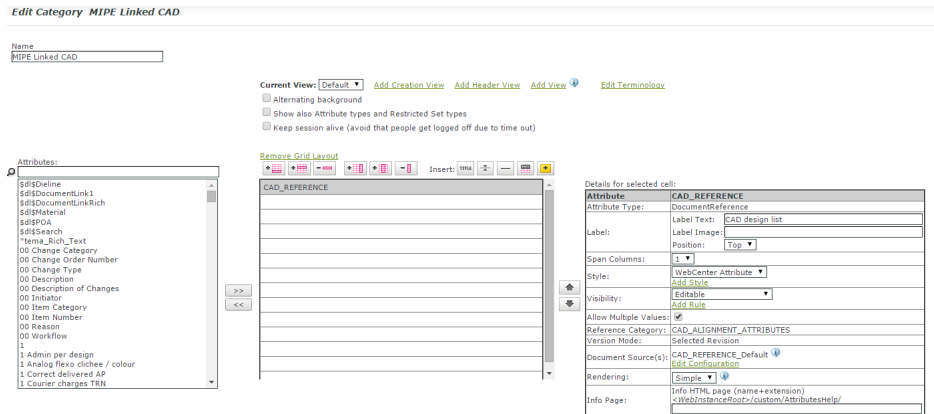 Edit Category MIPE Linked CAD
Name
MIPE Linked CAD
Current View: Default Add Creation View Add Header View Add View Edit Terminology
Alternating background
Show also Attribute types and Restricted Set types
Keep session alive (avoid that people get logged off due to time out)
Attributes:
$dl$Dieline
$dl$DocumentLink1
$dl$DocumentLinkRich
$dl$Material
$dl$POA
$dl$Search
*tema_Rich_Text
00 Change Category
00 Change Order Number
00 Change Type
00 Description
00 Description of Changes
00 Initiator
00 Item Category
00 Item Number
00 Reason
00 Workflow
1
1 Admin per design
1 Analog flexo clichee / colour
1 Correct delivered AP
1 Courier charges TRN
>>
<<
Remove Grid Layout
Insert: TITLE
CAD_REFERENCE
Details for selected cell:
Attribute CAD_REFERENCE
Attribute Type: DocumentReference
Label: Label Text: CAD design list
Label Image:
Position: Top
Span Columns: 1
Style: WebCenter Attribute
Add Style
Visibility: Editable
Add Rule
Allow Multiple Values:
Reference Category: CAD_ALIGNMENT_ATTRIBUTES
Version Mode: Selected Revision
Document Source(s): CAD_REFERENCE_Default
Edit Configuration
Rendering: Simple
Info Page: Info HTML page (name+extension)
<WebInstanceRoot>/custom/AttributesHelp/